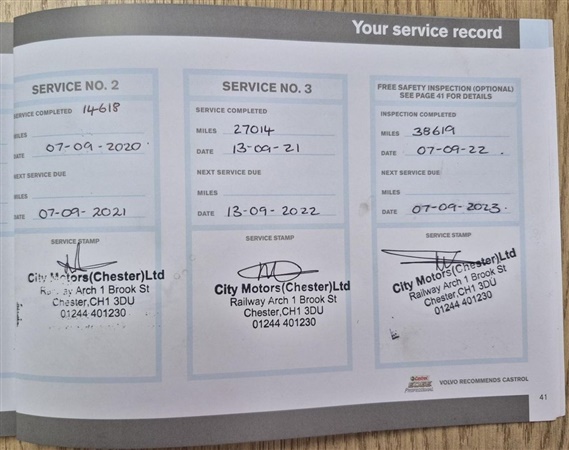 Your service record
SERVICE NO. 2
SERVICE COMPLETED 14618
MILES
DATE 07-09-2020
NEXT SERVICE DUE
MILES
DATE 07-09-2021
SERVICE STAMP
City Motors(Chester)Ltd
Railway Arch 1 Brook St
Chester,CH1 3DU
01244 401230
SERVICE NO. 3
SERVICE COMPLETED
MILES 27014
DATE 13-09-21
NEXT SERVICE DUE
MILES
DATE 13-09-2022
SERVICE STAMP
City Motors(Chester)Ltd
Railway Arch 1 Brook St
Chester,CH1 3DU
01244 401230
FREE SAFETY INSPECTION (OPTIONAL)
SEE PAGE 41 FOR DETAILS
INSPECTION COMPLETED
MILES 38619
DATE 07-09-22.
NEXT SERVICE DUE
MILES
DATE 07-09-2023.
SERVICE STAMP
City Motors(Chester)Ltd
Railway Arch 1 Brook St
Chester,CH1 3DU
01244 401230
Castrol
EDGE
Professional
VOLVO RECOMMENDS CASTROL
41